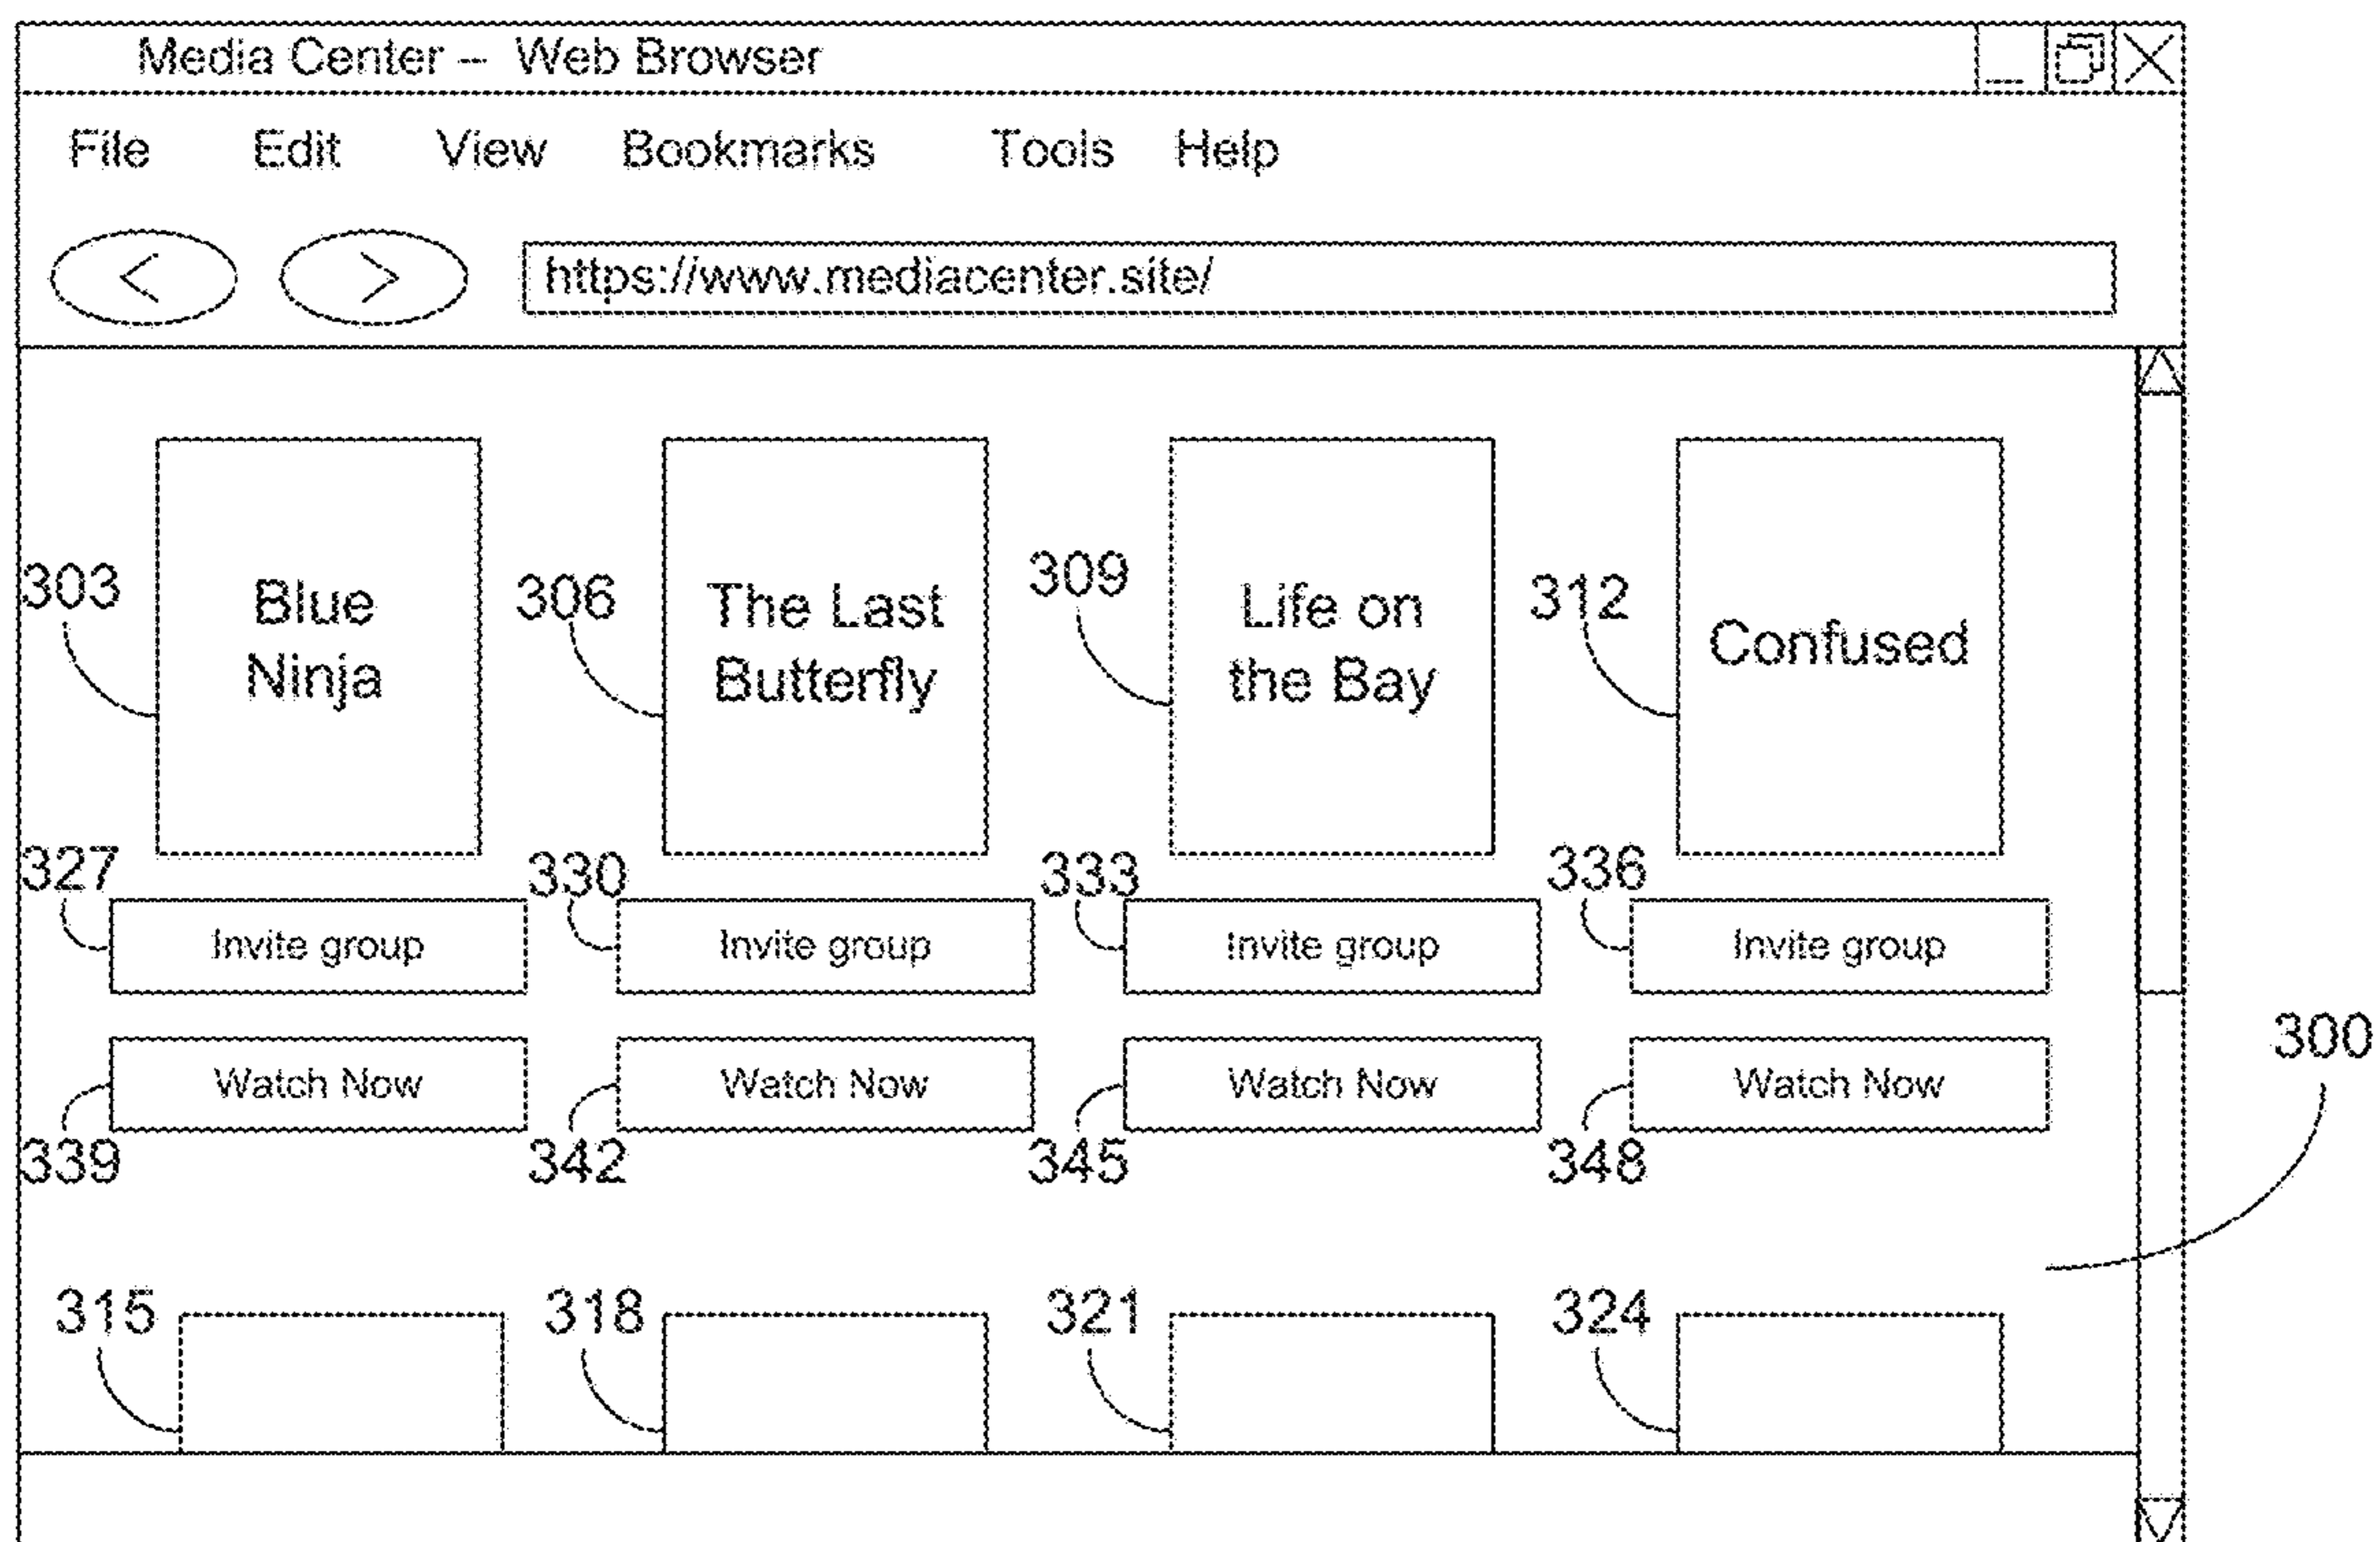 Media Center -- Web Browser
File Edit View Bookmarks Tools Help
< > https://www.mediacenter.site/
303 Blue Ninja
306 The Last Butterfly
309 Life on the Bay
312 Confused
327 330 333 336
Invite group Invite group Invite group Invite group
Watch Now Watch Now Watch Now Watch Now
300
339 342 345 348
315 318 321 324